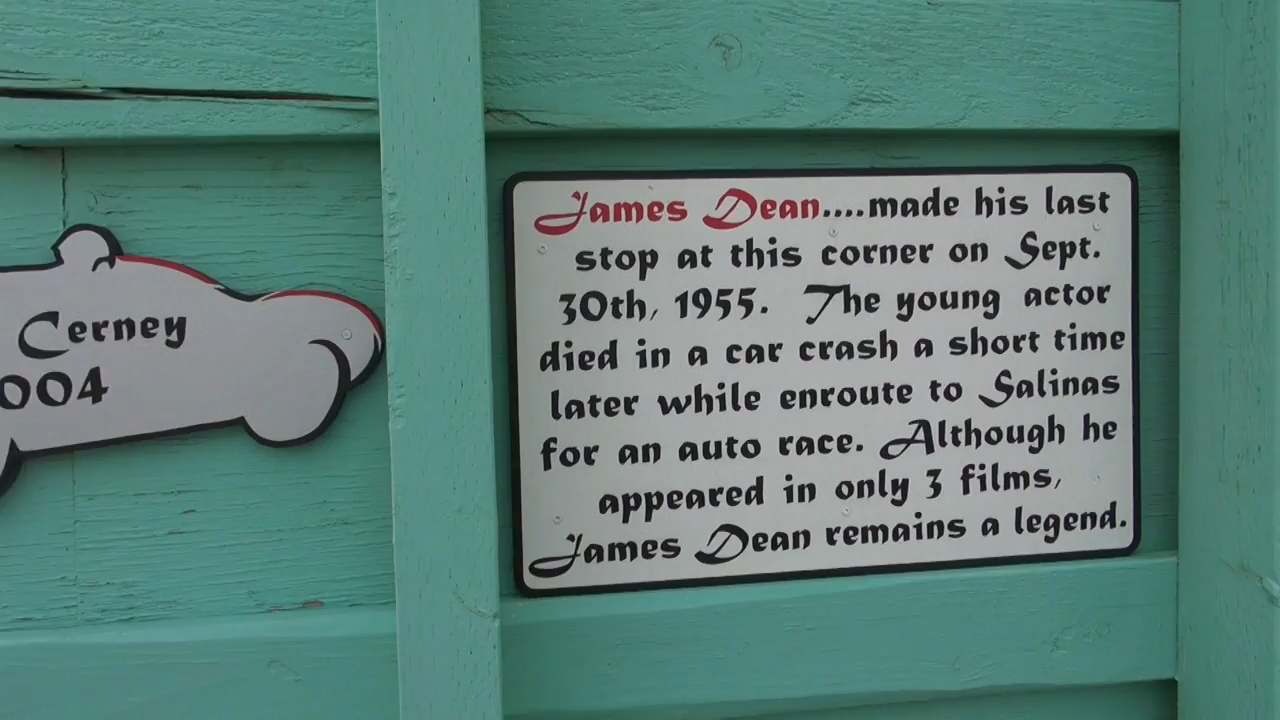 Cerney
004
James Dean....made his last
stop at this corner on Sept.
30th, 1955. The young actor
died in a car crash a short time
later while enroute to Salinas
for an auto race. Although he
appeared in only 3 films,
James Dean remains a legend.